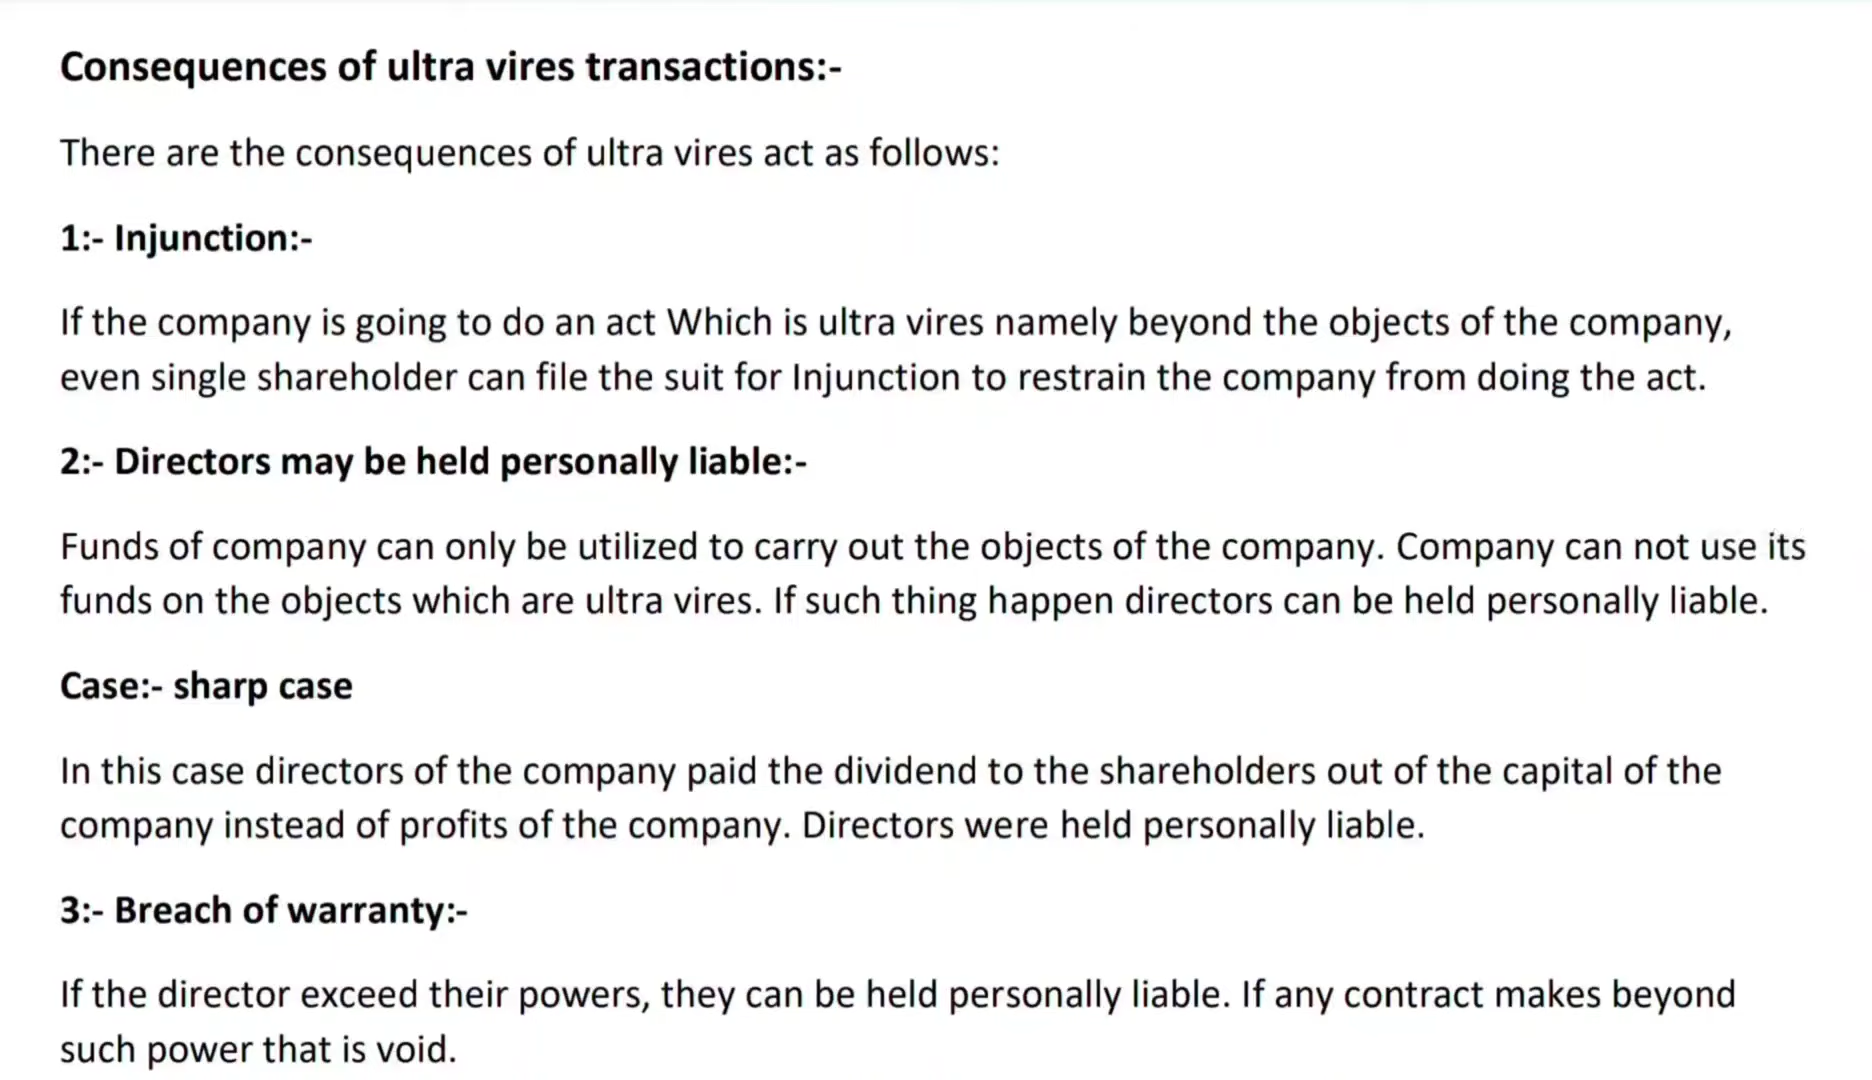 Consequences of ultra vires transactions:-
There are the consequences of ultra vires act as follows:
1:- Injunction:-
If the company is going to do an act Which is ultra vires namely beyond the objects of the company,
even single shareholder can file the suit for Injunction to restrain the company from doing the act.
2:- Directors may be held personally liable:-
Funds of company can only be utilized to carry out the objects of the company. Company can not use its
funds on the objects which are ultra vires. If such thing happen directors can be held personally liable.
Case:- sharp case
In this case directors of the company paid the dividend to the shareholders out of the capital of the
company instead of profits of the company. Directors were held personally liable.
3:- Breach of warranty:-
If the director exceed their powers, they can be held personally liable. If any contract makes beyond
such power that is void.